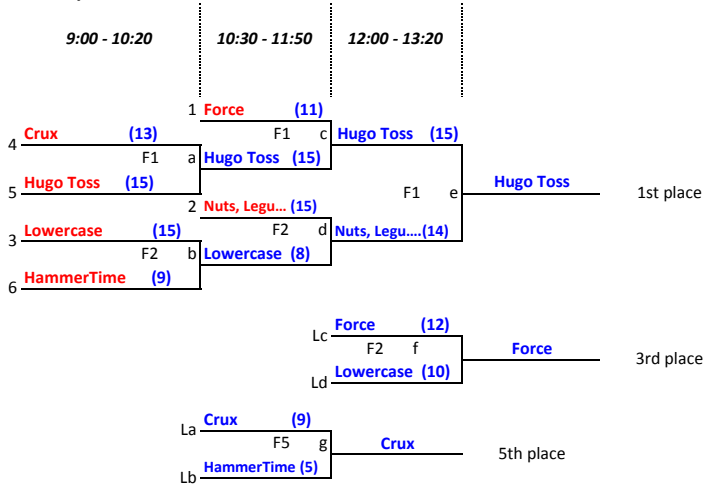 9:00 - 10:20 10:30 - 11:50 12:00 - 13:20
1 Force (11)
4 Crux (13) F1 c Hugo Toss (15)
F1 a Hugo Toss (15)
5 Hugo Toss (15) F1 e Hugo Toss 1st place
2 Nuts, Legu... (15)
3 Lowercase (15) F2 d Nuts, Legu....(14)
F2 b Lowercase (8)
6 HammerTime (9)
Lc Force (12)
F2 f Force 3rd place
Ld Lowercase (10)
La Crux (9)
F5 g Crux 5th place
Lb HammerTime (5)